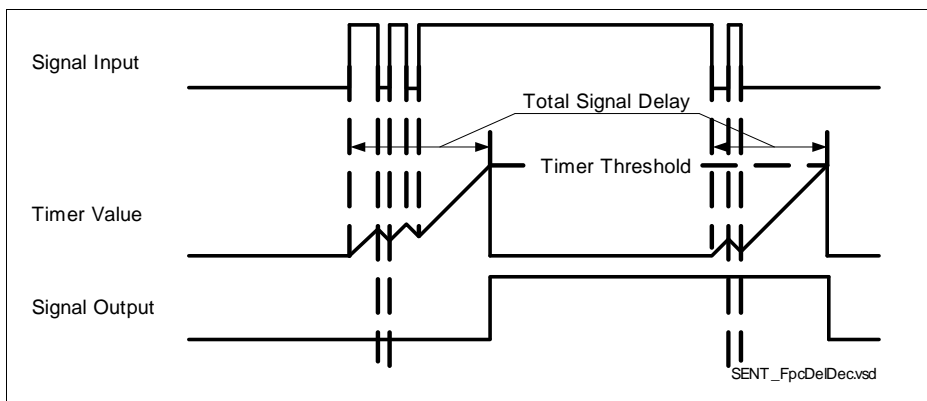 Signal Input
Total Signal Delay
Timer Threshold
Timer Value
Signal Output
SENT_FpcDelDec.vsd